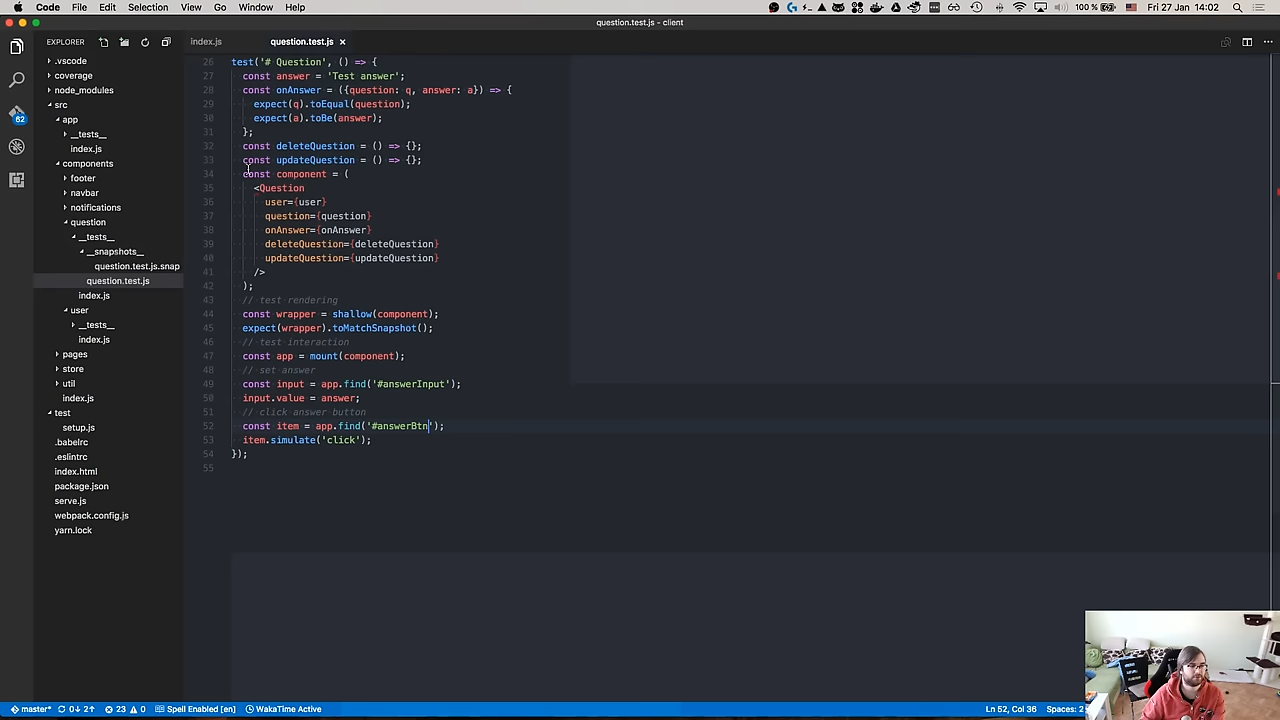 Code File Edit Selection View Go Window Help 100 % Fri 27 Jan 14:02
question.test.js - client
EXPLORER
index.js
question.test.js
.vscode
coverage
node_modules
src
app
__tests__
index.js
components
footer
navbar
notifications
question
__tests__
__snapshots__
question.test.js.snap
question.test.js
index.js
user
__tests__
index.js
pages
store
util
index.js
test
setup.js
.babelrc
.eslintrc
index.html
package.json
serve.js
webpack.config.js
yarn.lock
62
26 test('# Question', () => {
27 const answer = 'Test answer';
28 const onAnswer = ({question: q, answer: a}) => {
29 expect(q).toEqual(question);
30 expect(a).toBe(answer);
31 };
32 const deleteQuestion = () => {};
33 const updateQuestion = () => {};
34 const component = (
35 <Question
36 user={user}
37 question={question}
38 onAnswer={onAnswer}
39 deleteQuestion={deleteQuestion}
40 updateQuestion={updateQuestion}
41 />
42 );
43 // test rendering
44 const wrapper = shallow(component);
45 expect(wrapper).toMatchSnapshot();
46 // test interaction
47 const app = mount(component);
48 // set answer
49 const input = app.find('#answerInput');
50 input.value = answer;
51 // click answer button
52 const item = app.find('#answerBtn');
53 item.simulate('click');
54 });
55
master* 0↓ 2↑ 23 0 Spell Enabled [en] WakaTime Active Ln 52, Col 36 Spaces: 2